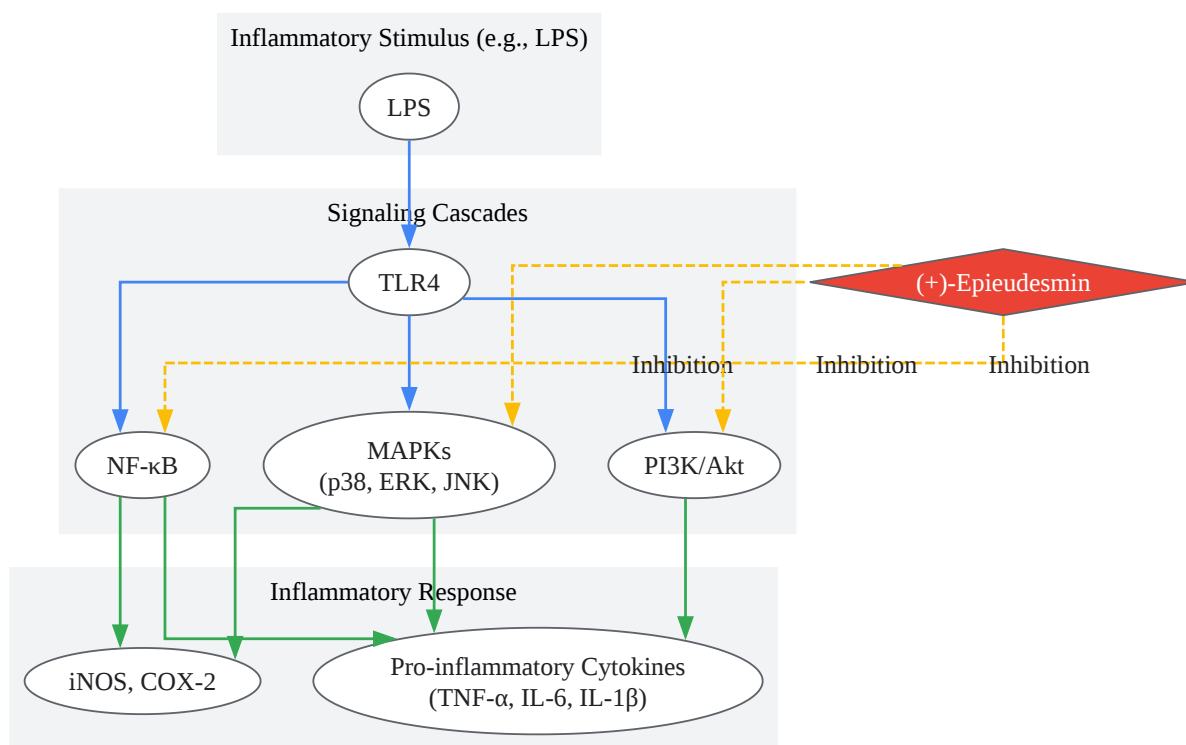 Inflammatory Stimulus (e.g., LPS)
LPS
Signaling Cascades
TLR4
(+)-Epieudesmin
Inhibition
Inhibition
Inhibition
NF-κB
MAPKs
(p38, ERK, JNK)
PI3K/Akt
Inflammatory Response
iNOS, COX-2
Pro-inflammatory Cytokines
(TNF-α, IL-6, IL-1β)